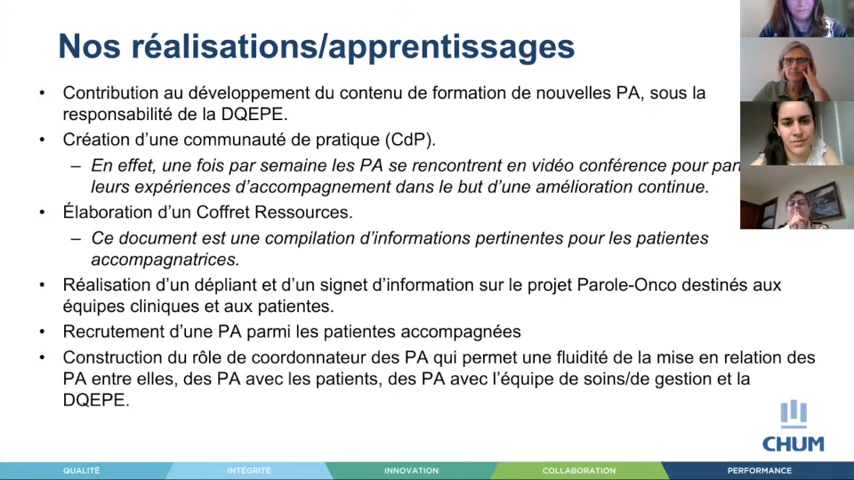 Nos réalisations/apprentissages
• Contribution au développement du contenu de formation de nouvelles PA, sous la
responsabilité de la DQEPE.
• Création d'une communauté de pratique (CdP).
– En effet, une fois par semaine les PA se rencontrent en vidéo conférence pour
leurs expériences d'accompagnement dans le but d'une amélioration continue.
• Élaboration d'un Coffret Ressources.
– Ce document est une compilation d'informations pertinentes pour les patientes
accompagnatrices.
• Réalisation d'un dépliant et d'un signet d'information sur le projet Parole-Onco destinés aux
équipes cliniques et aux patientes.
• Recrutement d'une PA parmi les patientes accompagnées
• Construction du rôle de coordonnateur des PA qui permet une fluidité de la mise en relation des
PA entre elles, des PA avec les patients, des PA avec l'équipe de soins/de gestion et la
DQEPE.
CHUM
QUALITÉ INTÉGRITÉ INNOVATION COLLABORATION PERFORMANCE